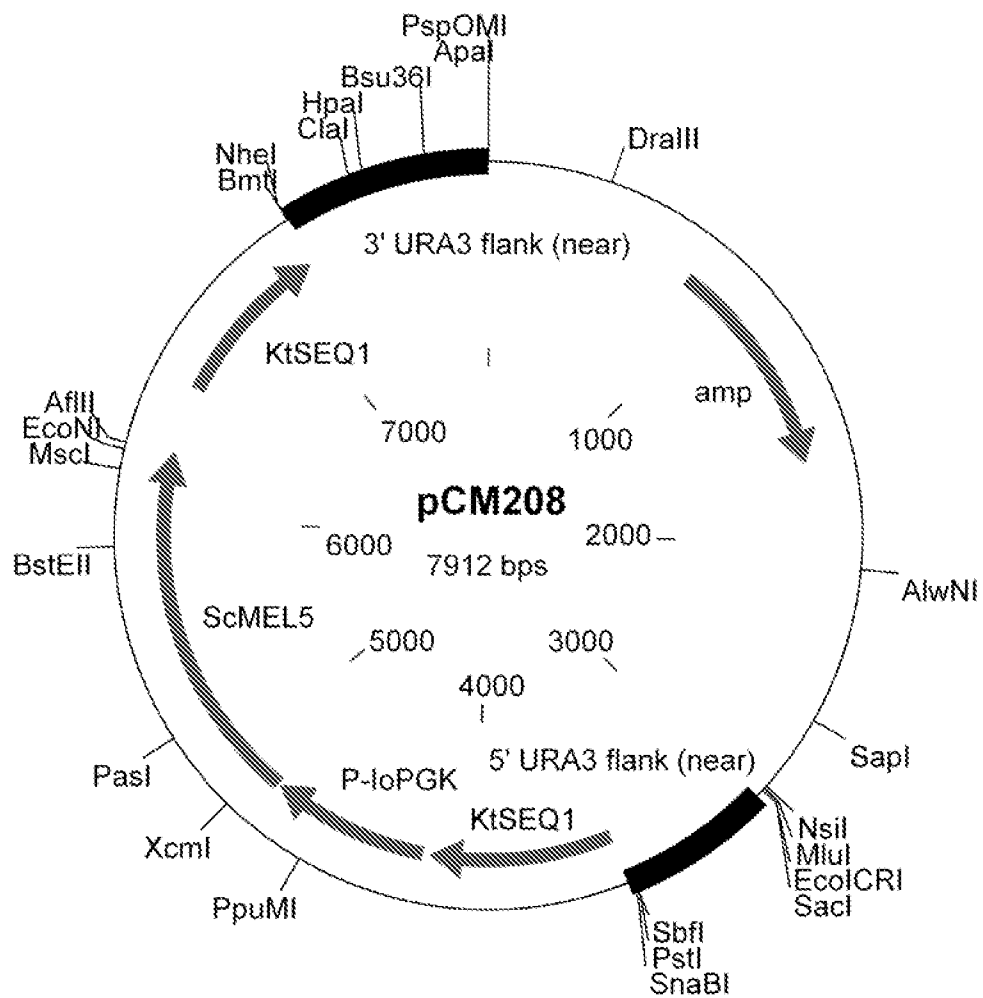 PspOMI
ApaI
Bsu36I
HpaI
ClaI
DraIII
NheI
BmtI
3' URA3 flank (near)
KtSEQ1
amp
AflII
EcoNI
MscI
7000
1000
pCM208
7912 bps
6000
2000
BstEII
AlwNI
ScMEL5
5000
3000
4000
SapI
PasI
P-IoPGK
5' URA3 flank (near)
KtSEQ1
XcmI
NsiI
MluI
EcoICRI
SacI
PpuMI
SbfI
PstI
SnaBI